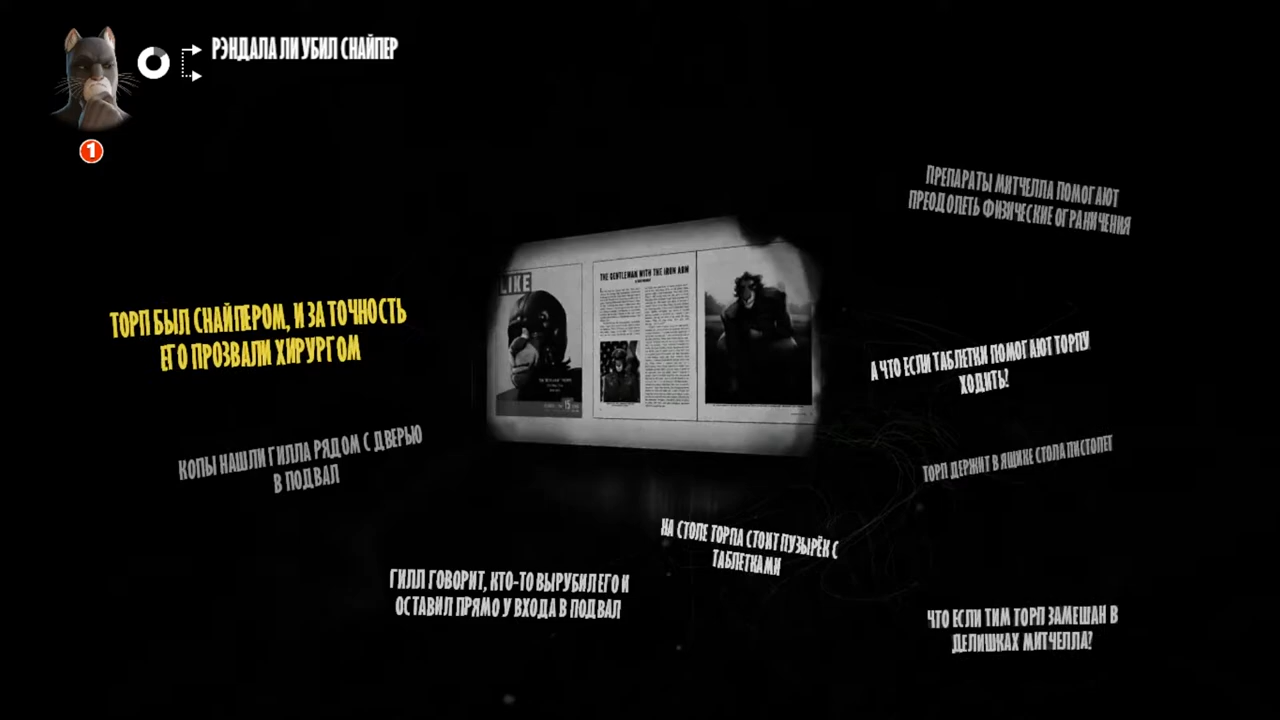 РЭНДАЛА ЛИ УБИЛ СНАЙПЕР
1
ПРЕПАРАТЫ МИТЧЕЛЛА ПОМОГАЮТ
ПРЕОДОЛЕТЬ ФИЗИЧЕСКИЕ ОГРАНИЧЕНИЯ
LIKE
THE GENTLEMAN WITH THE IRON ARM
ТОРП БЫЛ СНАЙПЕРОМ, И ЗА ТОЧНОСТЬ
ЕГО ПРОЗВАЛИ ХИРУРГОМ
А ЧТО ЕСЛИ ТАБЛЕТКИ ПОМОГАЮТ ТОРПУ
ХОДИТЬ?
КОПЫ НАШЛИ ГИЛЛА РЯДОМ С ДВЕРЬЮ
В ПОДВАЛ
ТОРП ДЕРЖИТ В ЯЩИКЕ СТОЛА ПИСТОЛЕТ
НА СТОЛЕ ТОРПА СТОИТ ПУЗЫРЁК С
ТАБЛЕТКАМИ
ГИЛЛ ГОВОРИТ, КТО-ТО ВЫРУБИЛ ЕГО И
ОСТАВИЛ ПРЯМО У ВХОДА В ПОДВАЛ
ЧТО ЕСЛИ ТИМ ТОРП ЗАМЕШАН В
ДЕЛИШКАХ МИТЧЕЛЛА?